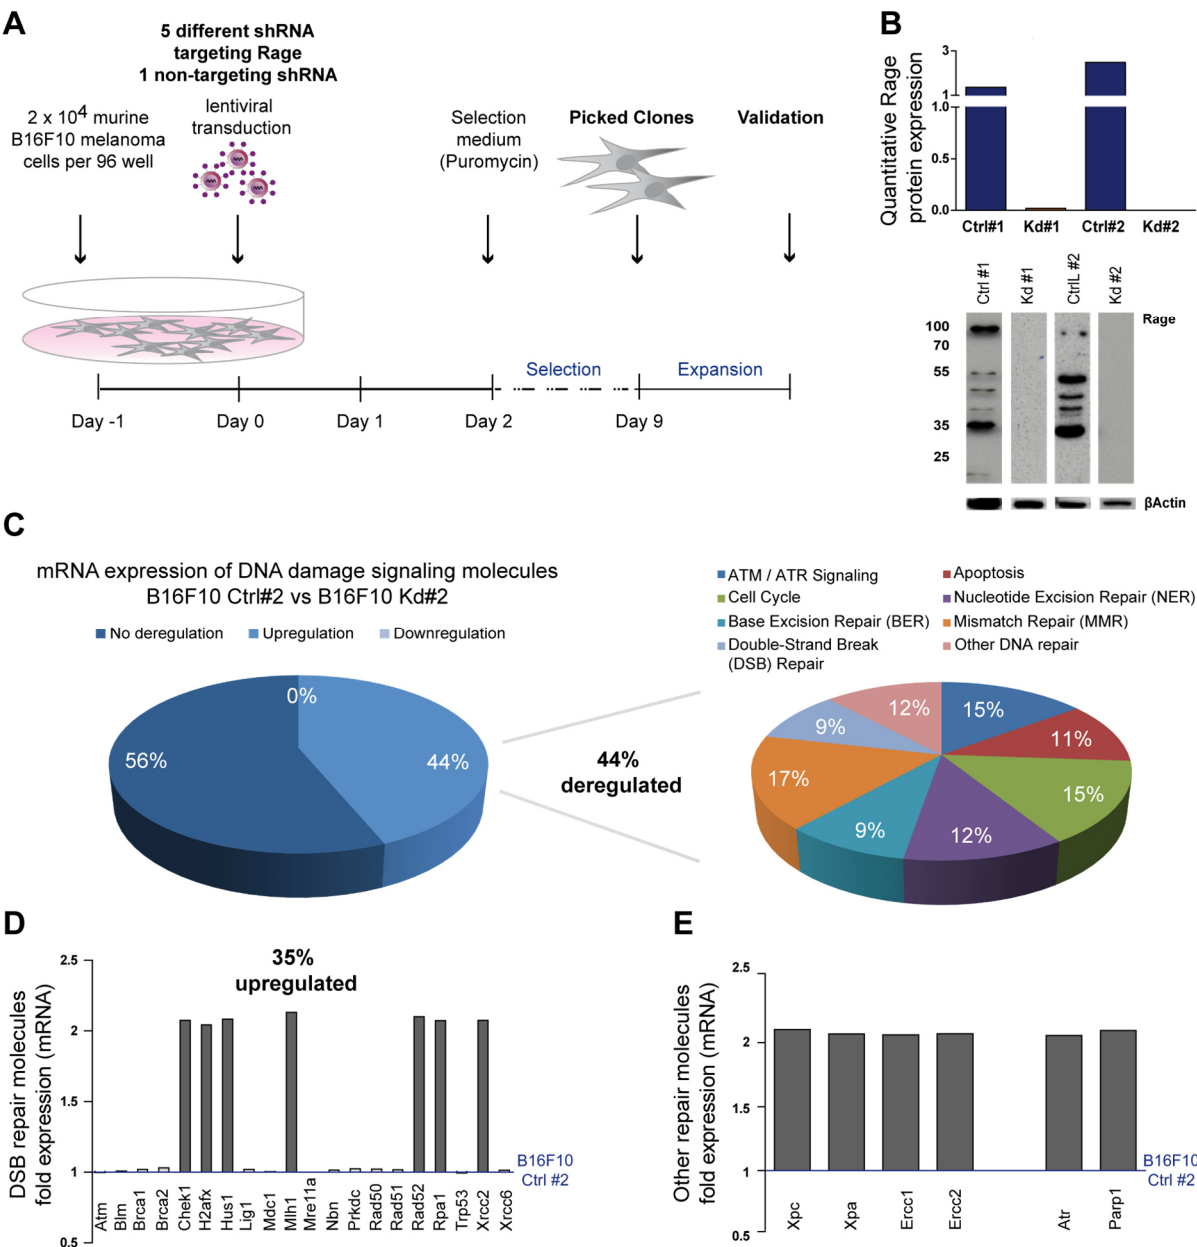 A
5 different shRNA
targeting Rage
1 non-targeting shRNA
2 x 10⁴ murine
B16F10 melanoma
cells per 96 well
lentiviral
transduction
Selection
medium
(Puromycin)
Picked Clones
Validation
Selection
Expansion
Day -1
Day 0
Day 1
Day 2
Day 9
B
Quantitative Rage
protein expression
3
1
1.0
0.5
0.0
Ctrl#1
Kd#1
Ctrl#2
Kd#2
Ctrl #1
Kd #1
CtrlL #2
Kd #2
Rage
100
70
55
35
25
βActin
C
mRNA expression of DNA damage signaling molecules
B16F10 Ctrl#2 vs B16F10 Kd#2
No deregulation
Upregulation
Downregulation
0%
56%
44%
44%
deregulated
ATM / ATR Signaling
Apoptosis
Cell Cycle
Nucleotide Excision Repair (NER)
Base Excision Repair (BER)
Mismatch Repair (MMR)
Double-Strand Break
(DSB) Repair
Other DNA repair
12%
15%
9%
11%
17%
15%
9%
12%
D
35%
upregulated
DSB repair molecules
fold expression (mRNA)
2.5
2
1.5
1
0.5
B16F10
Ctrl #2
Atm
Blm
Brca1
Brca2
Chek1
H2afx
Hus1
Lig1
Mdc1
Mlh1
Mre11a
Nbn
Prkdc
Rad50
Rad51
Rad52
Rpa1
Trp53
Xrcc2
Xrcc6
E
Other repair molecules
fold expression (mRNA)
2.5
2
1.5
1
0.5
B16F10
Ctrl #2
Xpc
Xpa
Ercc1
Ercc2
Atr
Parp1